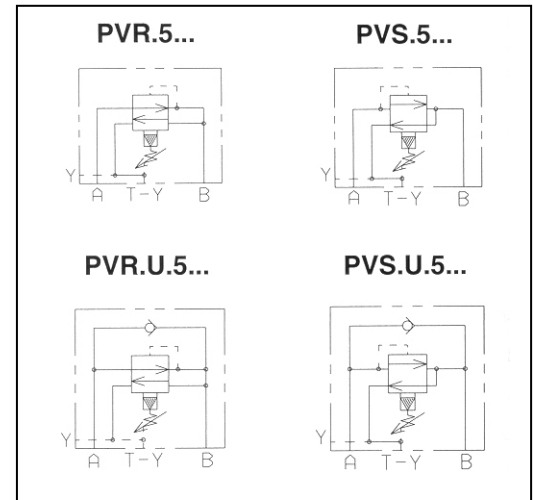 PVR.5... PVS.5...
Y Y
A T-Y B A T-Y B
PVR.U.5... PVS.U.5...
Y Y
A T-Y B A T-Y B